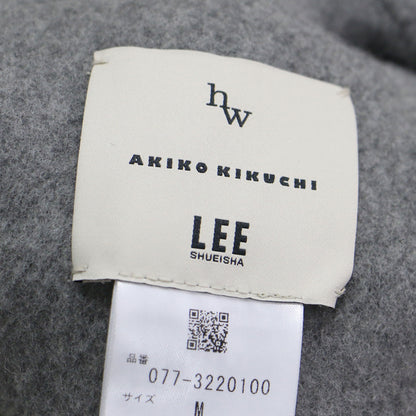 hw
AKIKO KIKUCHI
LEE
SHUEISHA
品番
077-3220100
サイズ
M